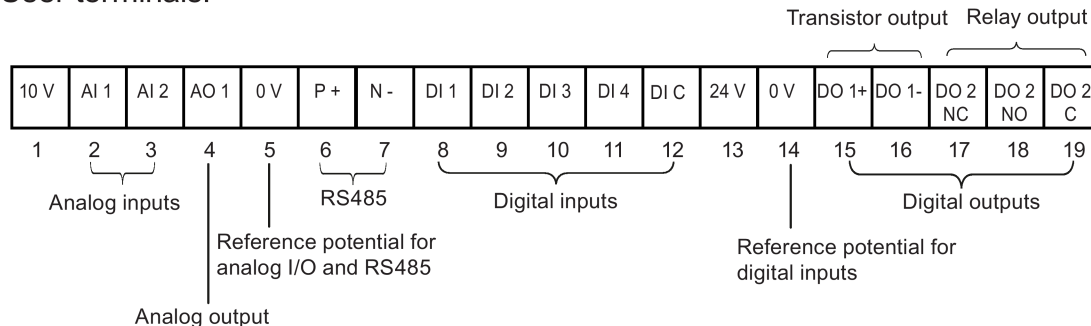 User terminals:
Transistor output Relay output
10 V AI 1 AI 2 AO 1 0 V P + N - DI 1 DI 2 DI 3 DI 4 DI C 24 V 0 V DO 1+ DO 1- DO 2 NC DO 2 NO DO 2 C
1 2 3 4 5 6 7 8 9 10 11 12 13 14 15 16 17 18 19
Analog inputs
RS485
Digital inputs
Digital outputs
Reference potential for
analog I/O and RS485
Reference potential for
digital inputs
Analog output